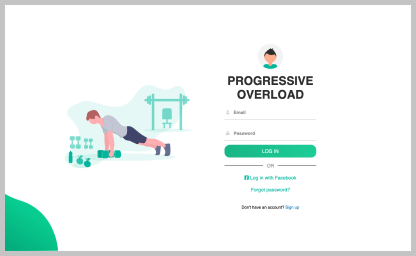 PROGRESSIVE
OVERLOAD
Email
Password
LOG IN
OR
Log in with Facebook
Forgot password?
Don't have an account? Sign up